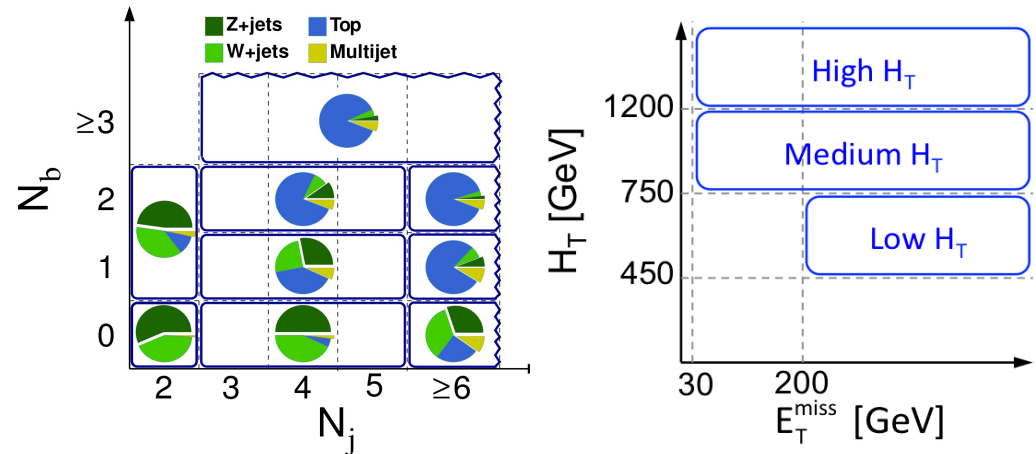 Z+jets
Top
W+jets
Multijet
≥3
2
1
0
N_b
2
3
4
5
≥6
N_j
High H_T
1200
Medium H_T
750
Low H_T
450
H_T [GeV]
30
200
E_T^miss [GeV]